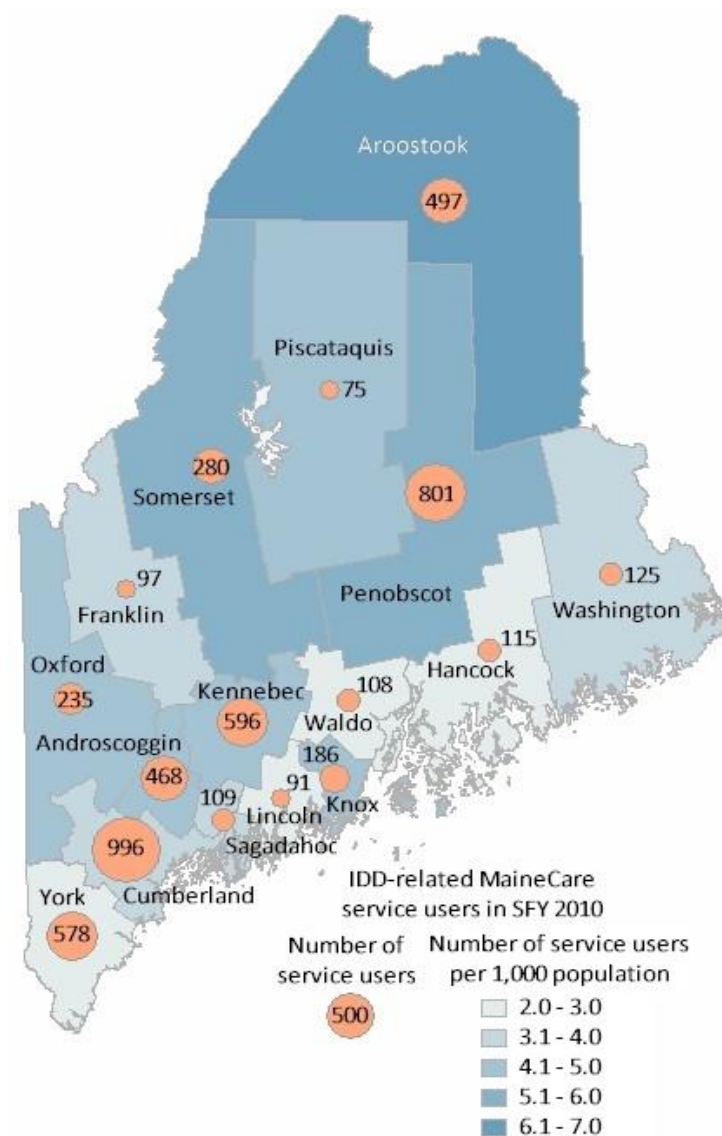 Aroostook
497
Piscataquis
75
280
Somerset
801
97
Franklin
Penobscot
125
Washington
115
Hancock
Oxford
235
Kennebec
596
108
Waldo
Androscoggin
468
186
Knox
109
91
Lincoln
Sagadahoc
996
Cumberland
York
578
IDD-related MaineCare
service users in SFY 2010
Number of
service users
500
Number of service users
per 1,000 population
2.0 - 3.0
3.1 - 4.0
4.1 - 5.0
5.1 - 6.0
6.1 - 7.0